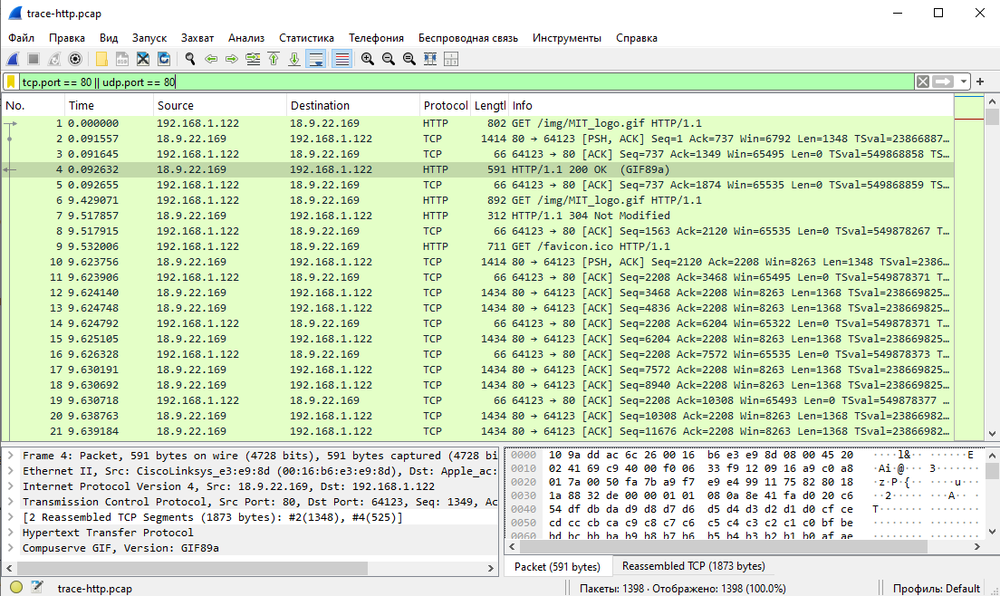 trace-http.pcap
Файл Правка Вид Запуск Захват Анализ Статистика Телефония Беспроводная связь Инструменты Справка
tcp.port == 80 || udp.port == 80
No. Time Source Destination Protocol Lengtl Info
1 0.000000 192.168.1.122 18.9.22.169 HTTP 802 GET /img/MIT_logo.gif HTTP/1.1
2 0.091557 18.9.22.169 192.168.1.122 TCP 1414 80 → 64123 [PSH, ACK] Seq=1 Ack=737 Win=6792 Len=1348 TSval=23866887…
3 0.091645 192.168.1.122 18.9.22.169 TCP 66 64123 → 80 [ACK] Seq=737 Ack=1349 Win=65495 Len=0 TSval=549868858 TS…
4 0.092632 18.9.22.169 192.168.1.122 HTTP 591 HTTP/1.1 200 OK (GIF89a)
5 0.092655 192.168.1.122 18.9.22.169 TCP 66 64123 → 80 [ACK] Seq=737 Ack=1874 Win=65535 Len=0 TSval=549868859 TS…
6 9.429071 192.168.1.122 18.9.22.169 HTTP 892 GET /img/MIT_logo.gif HTTP/1.1
7 9.517857 18.9.22.169 192.168.1.122 HTTP 312 HTTP/1.1 304 Not Modified
8 9.517915 192.168.1.122 18.9.22.169 TCP 66 64123 → 80 [ACK] Seq=1563 Ack=2120 Win=65535 Len=0 TSval=549878267 T…
9 9.532006 192.168.1.122 18.9.22.169 HTTP 711 GET /favicon.ico HTTP/1.1
10 9.623756 18.9.22.169 192.168.1.122 TCP 1414 80 → 64123 [PSH, ACK] Seq=2120 Ack=2208 Win=8263 Len=1348 TSval=2386…
11 9.623906 192.168.1.122 18.9.22.169 TCP 66 64123 → 80 [ACK] Seq=2208 Ack=3468 Win=65495 Len=0 TSval=549878371 T…
12 9.624140 18.9.22.169 192.168.1.122 TCP 1434 80 → 64123 [ACK] Seq=3468 Ack=2208 Win=8263 Len=1368 TSval=238669825…
13 9.624748 18.9.22.169 192.168.1.122 TCP 1434 80 → 64123 [ACK] Seq=4836 Ack=2208 Win=8263 Len=1368 TSval=238669825…
14 9.624792 192.168.1.122 18.9.22.169 TCP 66 64123 → 80 [ACK] Seq=2208 Ack=6204 Win=65322 Len=0 TSval=549878371 T…
15 9.625105 18.9.22.169 192.168.1.122 TCP 1434 80 → 64123 [ACK] Seq=6204 Ack=2208 Win=8263 Len=1368 TSval=238669825…
16 9.626328 192.168.1.122 18.9.22.169 TCP 66 64123 → 80 [ACK] Seq=2208 Ack=7572 Win=65535 Len=0 TSval=549878373 T…
17 9.630191 18.9.22.169 192.168.1.122 TCP 1434 80 → 64123 [ACK] Seq=7572 Ack=2208 Win=8263 Len=1368 TSval=238669825…
18 9.630692 18.9.22.169 192.168.1.122 TCP 1434 80 → 64123 [ACK] Seq=8940 Ack=2208 Win=8263 Len=1368 TSval=238669825…
19 9.630718 192.168.1.122 18.9.22.169 TCP 66 64123 → 80 [ACK] Seq=2208 Ack=10308 Win=65493 Len=0 TSval=549878377 …
20 9.638763 18.9.22.169 192.168.1.122 TCP 1434 80 → 64123 [ACK] Seq=10308 Ack=2208 Win=8263 Len=1368 TSval=23866982…
21 9.639184 18.9.22.169 192.168.1.122 TCP 1434 80 → 64123 [ACK] Seq=11676 Ack=2208 Win=8263 Len=1368 TSval=23866982…
Frame 4: Packet, 591 bytes on wire (4728 bits), 591 bytes captured (4728 bi
Ethernet II, Src: CiscoLinksys_e3:e9:8d (00:16:b6:e3:e9:8d), Dst: Apple_ac:
Internet Protocol Version 4, Src: 18.9.22.169, Dst: 192.168.1.122
Transmission Control Protocol, Src Port: 80, Dst Port: 64123, Seq: 1349, Ac
[2 Reassembled TCP Segments (1873 bytes): #2(1348), #4(525)]
Hypertext Transfer Protocol
Compuserve GIF, Version: GIF89a
0000 10 9a dd ac 6c 26 00 16 b6 e3 e9 8d 08 00 45 20 ····l&·· ······E
0010 02 41 69 c9 40 00 f0 06 33 f9 12 09 16 a9 c0 a8 ·Ai·@··· 3·······
0020 01 7a 00 50 fa 7b a9 f7 e9 e4 99 11 75 82 80 18 ·z·P·{·· ····u···
0030 1a 88 32 de 00 00 01 01 08 0a 8e 41 fa d0 20 c6 ··2····· ···A·· ·
0040 54 df db da d9 d8 d7 d6 d5 d4 d3 d2 d1 d0 cf ce T······· ········
0050 cd cc cb ca c9 c8 c7 c6 c5 c4 c3 c2 c1 c0 bf be ········ ········
0060 bd bc bb ba b9 b8 b7 b6 b5 b4 b3 b2 b1 b0 af ae ········ ········
Packet (591 bytes) Reassembled TCP (1873 bytes)
trace-http.pcap Пакеты: 1398 · Отображено: 1398 (100.0%) Профиль: Default